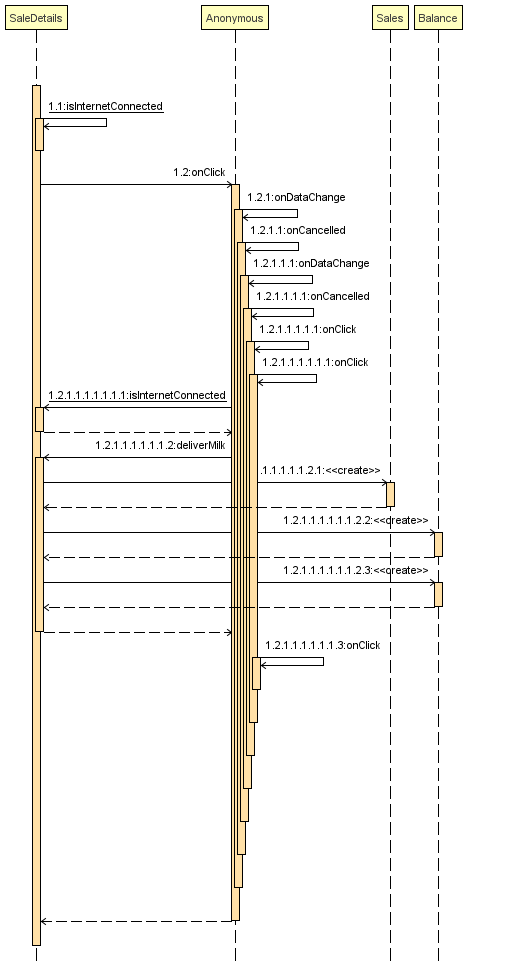 SaleDetails
Anonymous
Sales
Balance
1.1:isInternetConnected
1.2:onClick
1.2.1:onDataChange
1.2.1.1:onCancelled
1.2.1.1.1:onDataChange
1.2.1.1.1.1:onCancelled
1.2.1.1.1.1.1:onClick
1.2.1.1.1.1.1.1:onClick
1.2.1.1.1.1.1.1.1:isInternetConnected
1.2.1.1.1.1.1.1.2:deliverMilk
.1.1.1.1.1.2.1:<<create>>
1.2.1.1.1.1.1.1.2.2:<<create>>
1.2.1.1.1.1.1.1.2.3:<<create>>
1.2.1.1.1.1.1.1.3:onClick